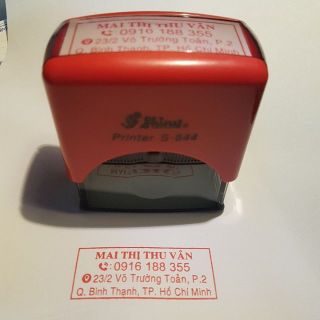 MAI THỊ THU VÂN
0916 188 355
23/2 Võ Trường Toản, P.2
Q. Bình Thạnh, TP. Hồ Chí Minh
Shiny
Printer S-844
MAI THỊ THU VÂN
: 0916 188 355
23/2 Võ Trường Toản, P.2
Q. Bình Thạnh, TP. Hồ Chí Minh